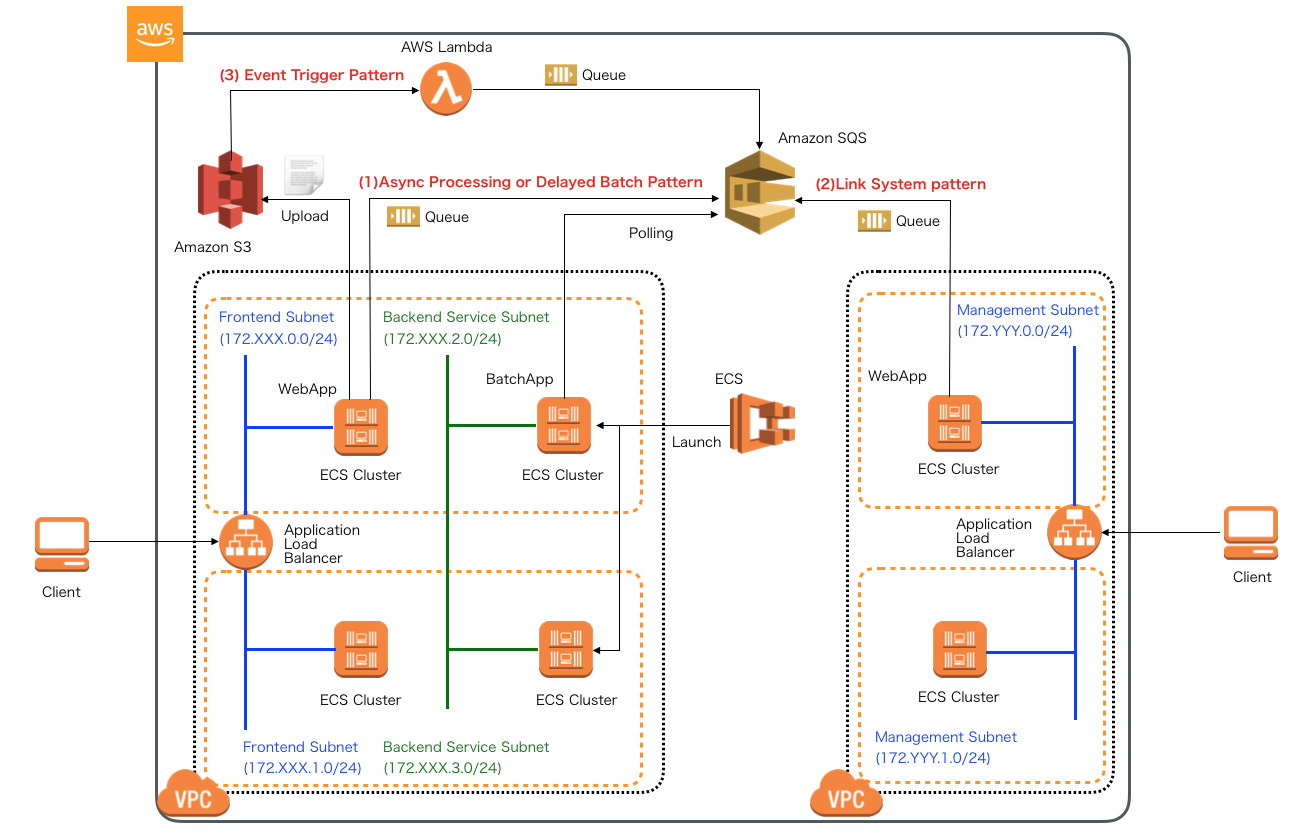 aws
AWS Lambda
(3) Event Trigger Pattern
Queue
Amazon SQS
(1)Async Processing or Delayed Batch Pattern
(2)Link System pattern
Upload
Queue
Queue
Polling
Amazon S3
Frontend Subnet
(172.XXX.0.0/24)
Backend Service Subnet
(172.XXX.2.0/24)
Management Subnet
(172.YYY.0.0/24)
WebApp
BatchApp
ECS
WebApp
Launch
ECS Cluster
ECS Cluster
ECS Cluster
Application
Load
Balancer
Application
Load
Balancer
Client
Client
ECS Cluster
ECS Cluster
ECS Cluster
Frontend Subnet
(172.XXX.1.0/24)
Backend Service Subnet
(172.XXX.3.0/24)
Management Subnet
(172.YYY.1.0/24)
VPC
VPC